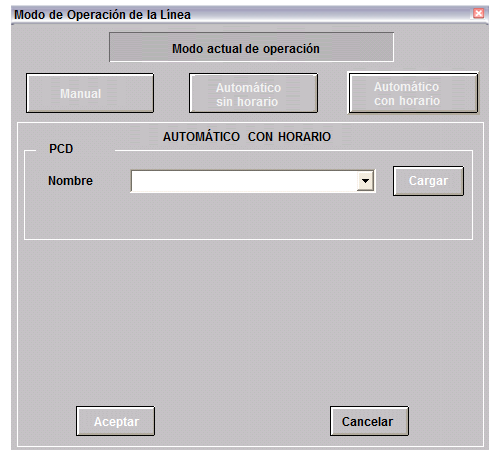 Modo de Operación de la Línea
Modo actual de operación
Manual
Automático
sin horario
Automático
con horario
AUTOMÁTICO CON HORARIO
PCD
Nombre
Cargar
Aceptar
Cancelar